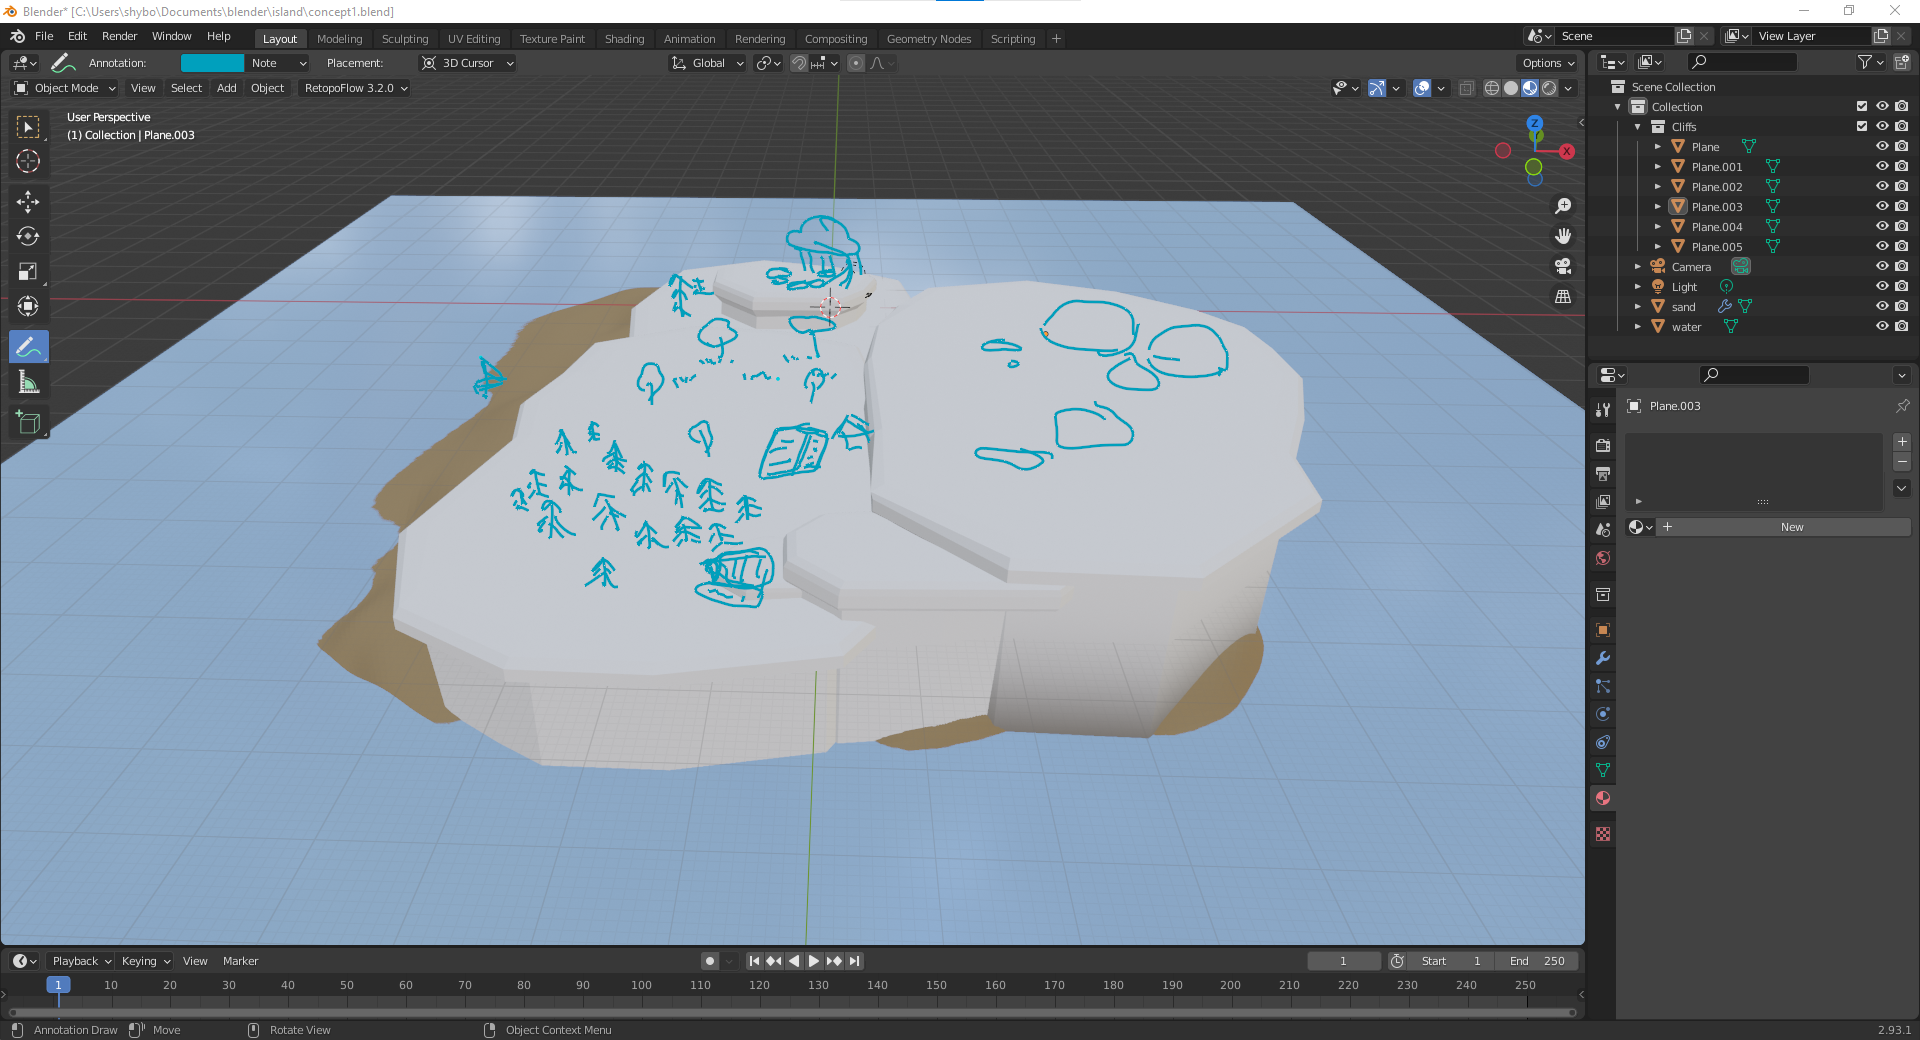 Blender* [C:\Users\shybo\Documents\blender\island\concept1.blend]
File Edit Render Window Help Layout Modeling Sculpting UV Editing Texture Paint Shading Animation Rendering Compositing Geometry Nodes Scripting + Scene View Layer
Annotation: Note Placement: 3D Cursor Global Options
Object Mode View Select Add Object RetopoFlow 3.2.0
User Perspective
(1) Collection | Plane.003
Z
Y
X
Scene Collection
Collection
Cliffs
Plane
Plane.001
Plane.002
Plane.003
Plane.004
Plane.005
Camera
Light
sand
water
Plane.003
New
Playback Keying View Marker 1 Start 1 End 250
1 10 20 30 40 50 60 70 80 90 100 110 120 130 140 150 160 170 180 190 200 210 220 230 240 250
Annotation Draw Move Rotate View Object Context Menu 2.93.1